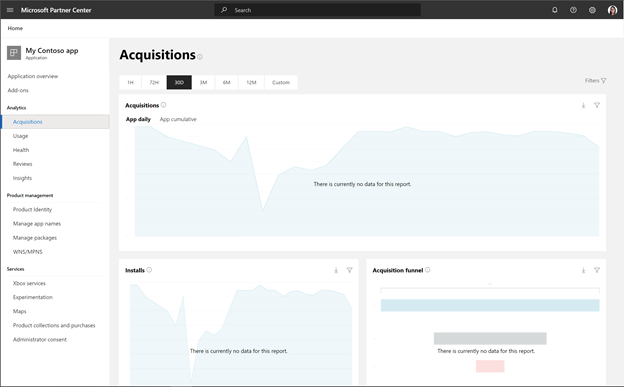 Microsoft Partner Center
Search
Home
My Contoso app
Application
Application overview
Add-ons
Analytics
Acquisitions
Usage
Health
Reviews
Insights
Product management
Product Identity
Manage app names
Manage packages
WNS/MPNS
Services
Xbox services
Experimentation
Maps
Product collections and purchases
Administrator consent
Acquisitions
1H 72H 30D 3M 6M 12M Custom
Filters
Acquisitions
App daily App cumulative
There is currently no data for this report.
Installs
There is currently no data for this report.
Acquisition funnel
There is currently no data for this report.